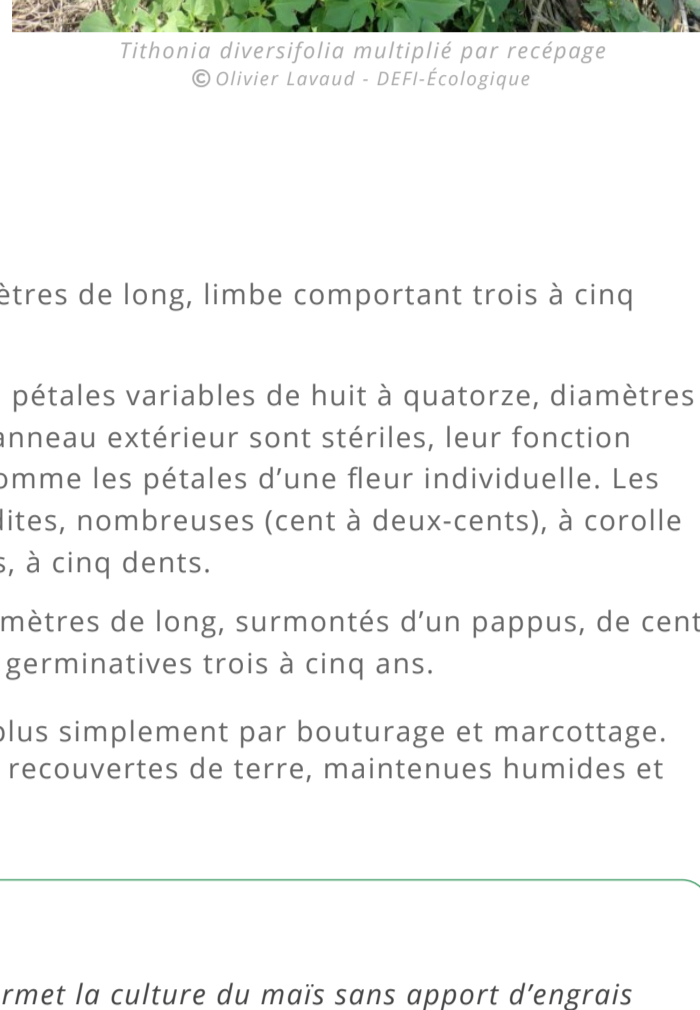 Tithonia diversifolia multiplié par recépage
© Olivier Lavaud - DEFI-Écologique
ètres de long, limbe comportant trois à cinq
pétales variables de huit à quatorze, diamètres
anneau extérieur sont stériles, leur fonction
omme les pétales d’une fleur individuelle. Les
dites, nombreuses (cent à deux-cents), à corolle
s, à cinq dents.
mètres de long, surmontés d’un pappus, de cent
germinatives trois à cinq ans.
plus simplement par bouturage et marcottage.
recouvertes de terre, maintenues humides et
rmet la culture du maïs sans apport d’engrais